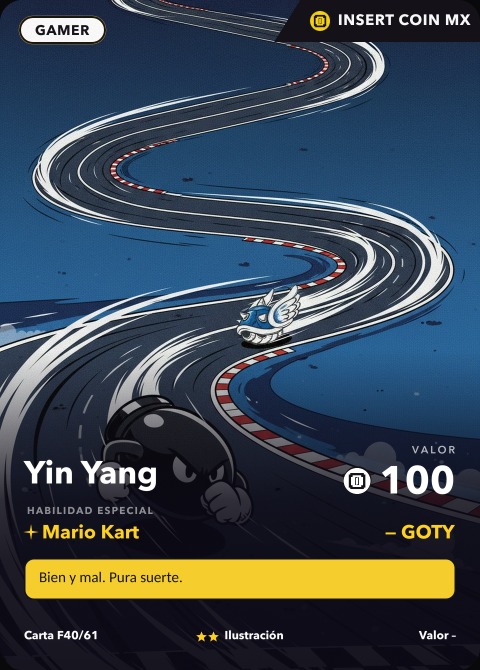 GAMER
INSERT COIN MX
VALOR
Yin Yang
100
HABILIDAD ESPECIAL
Mario Kart
– GOTY
Bien y mal. Pura suerte.
Carta F40/61
★★ Ilustración
Valor –